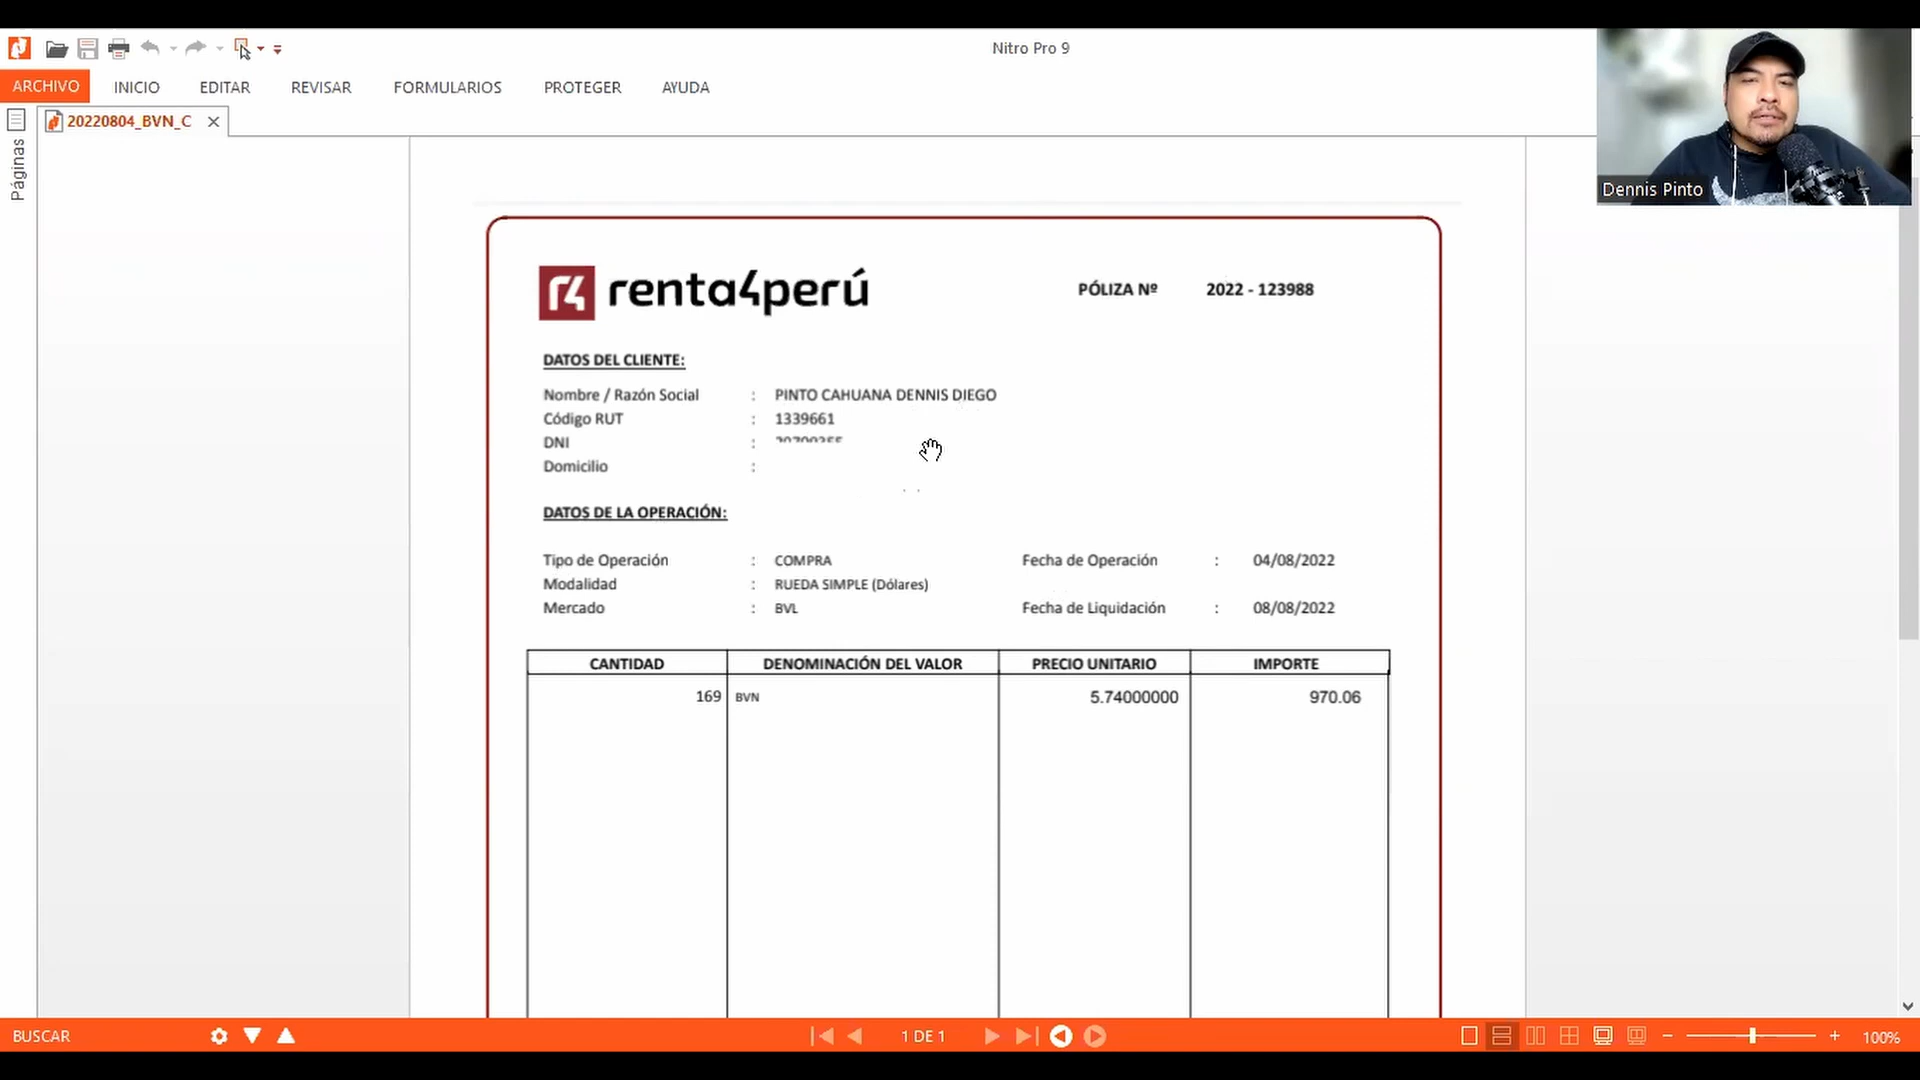 Nitro Pro 9
ARCHIVO INICIO EDITAR REVISAR FORMULARIOS PROTEGER AYUDA
20220804_BVN_C
Páginas
Dennis Pinto
r4 renta4perú
PÓLIZA Nº 2022 - 123988
DATOS DEL CLIENTE:
Nombre / Razón Social : PINTO CAHUANA DENNIS DIEGO
Código RUT : 1339661
DNI :
Domicilio :
DATOS DE LA OPERACIÓN:
Tipo de Operación : COMPRA Fecha de Operación : 04/08/2022
Modalidad : RUEDA SIMPLE (Dólares)
Mercado : BVL Fecha de Liquidación : 08/08/2022
CANTIDAD DENOMINACIÓN DEL VALOR PRECIO UNITARIO IMPORTE
169 BVN 5.74000000 970.06
BUSCAR 1 DE 1 100%